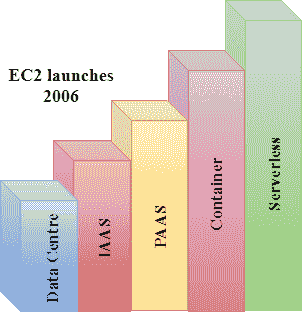 EC2 launches
2006
Data Centre
IAAS
PAAS
Container
Serverless